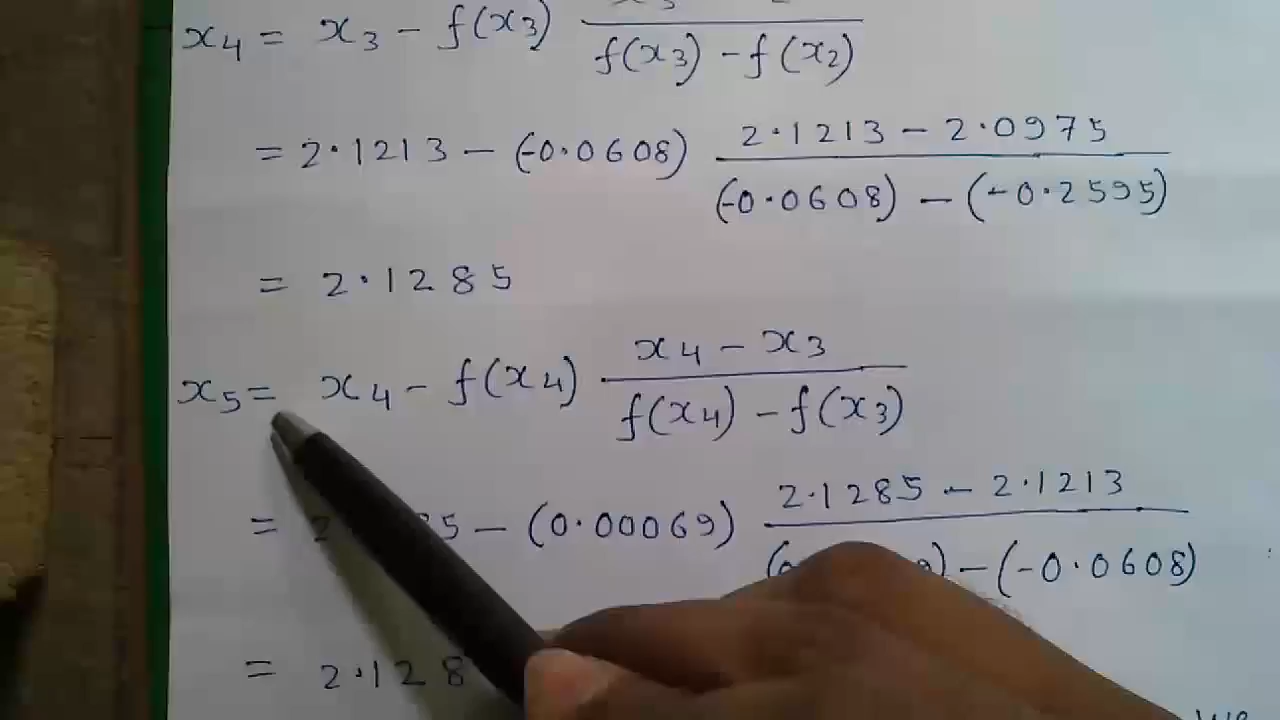 x₄ = x₃ - f(x₃) / f(x₃) - f(x₂)
= 2.1213 - (-0.0608) 2.1213 - 2.0975 / (-0.0608) - (-0.2595)
= 2.1285
x₅ = x₄ - f(x₄) x₄ - x₃ / f(x₄) - f(x₃)
= - (0.00069) 2.1285 - 2.1213 / - (-0.0608)
= 2.128